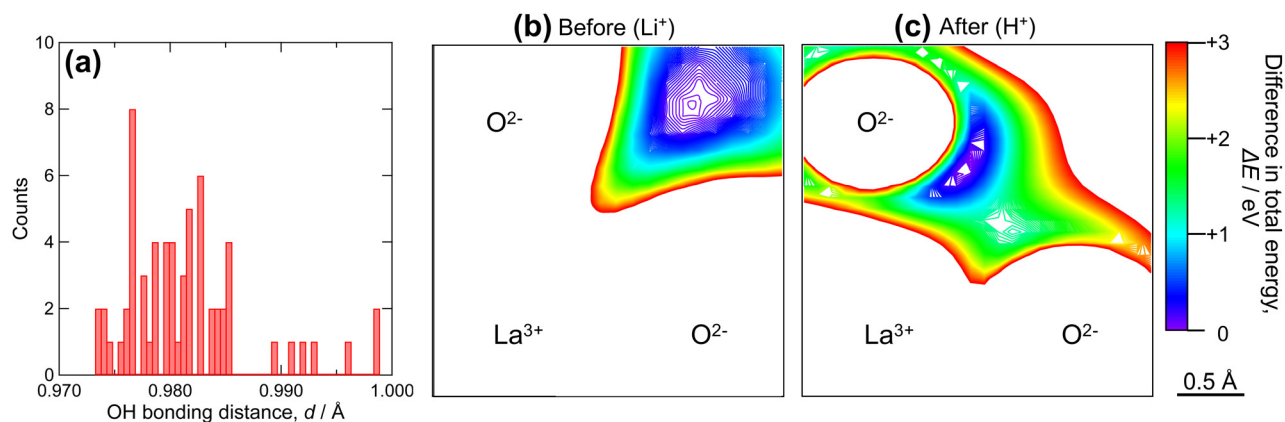 (a)
10
8
6
4
2
0
Counts
0.970
0.980
0.990
1.000
OH bonding distance, d / Å
(b) Before (Li⁺)
O²⁻
La³⁺
O²⁻
(c) After (H⁺)
O²⁻
La³⁺
O²⁻
+3
+2
+1
0
Difference in total energy,
ΔE / eV
0.5 Å